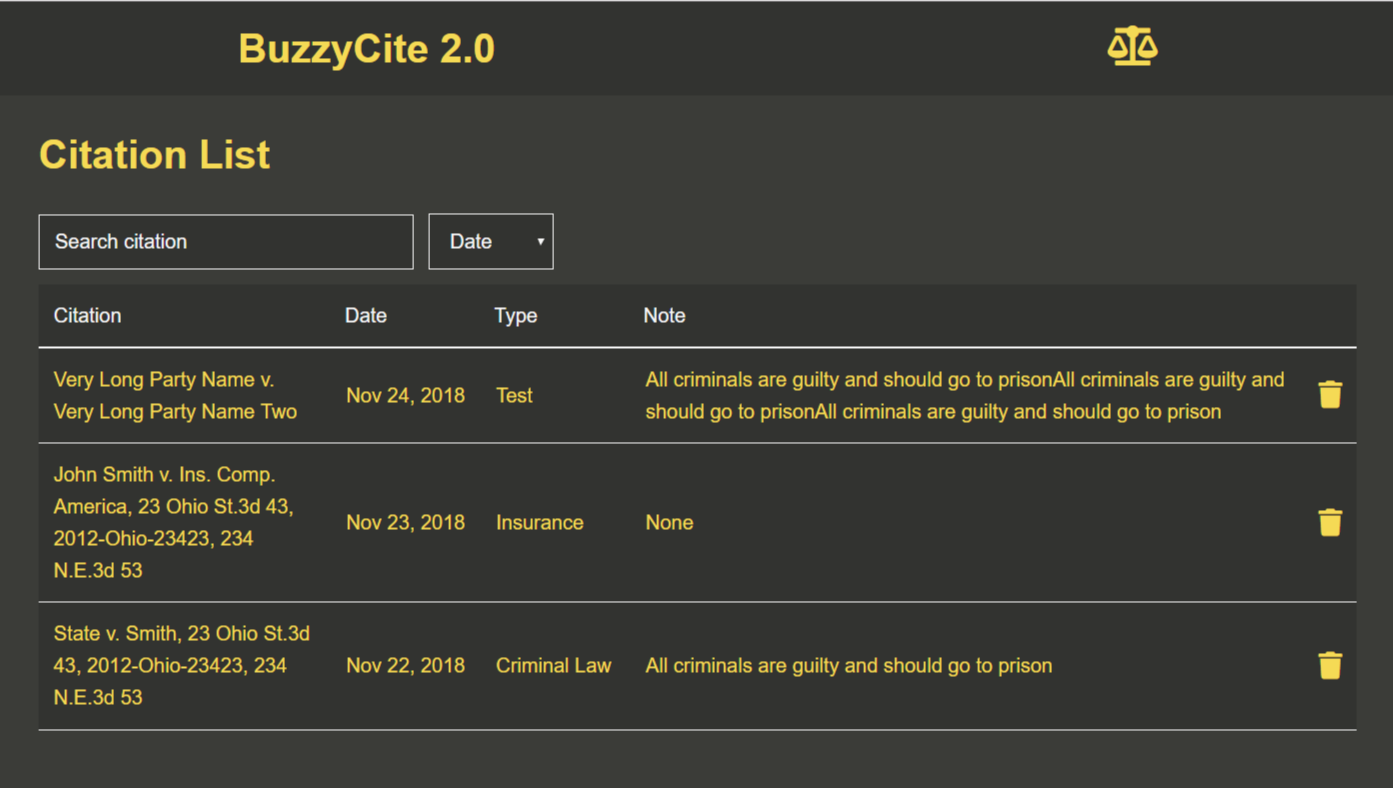 BuzzyCite 2.0
Citation List
Search citation
Date
Citation Date Type Note
Very Long Party Name v.
Very Long Party Name Two
Nov 24, 2018
Test
All criminals are guilty and should go to prisonAll criminals are guilty and
should go to prisonAll criminals are guilty and should go to prison
John Smith v. Ins. Comp.
America, 23 Ohio St.3d 43,
2012-Ohio-23423, 234
N.E.3d 53
Nov 23, 2018
Insurance
None
State v. Smith, 23 Ohio St.3d
43, 2012-Ohio-23423, 234
N.E.3d 53
Nov 22, 2018
Criminal Law
All criminals are guilty and should go to prison